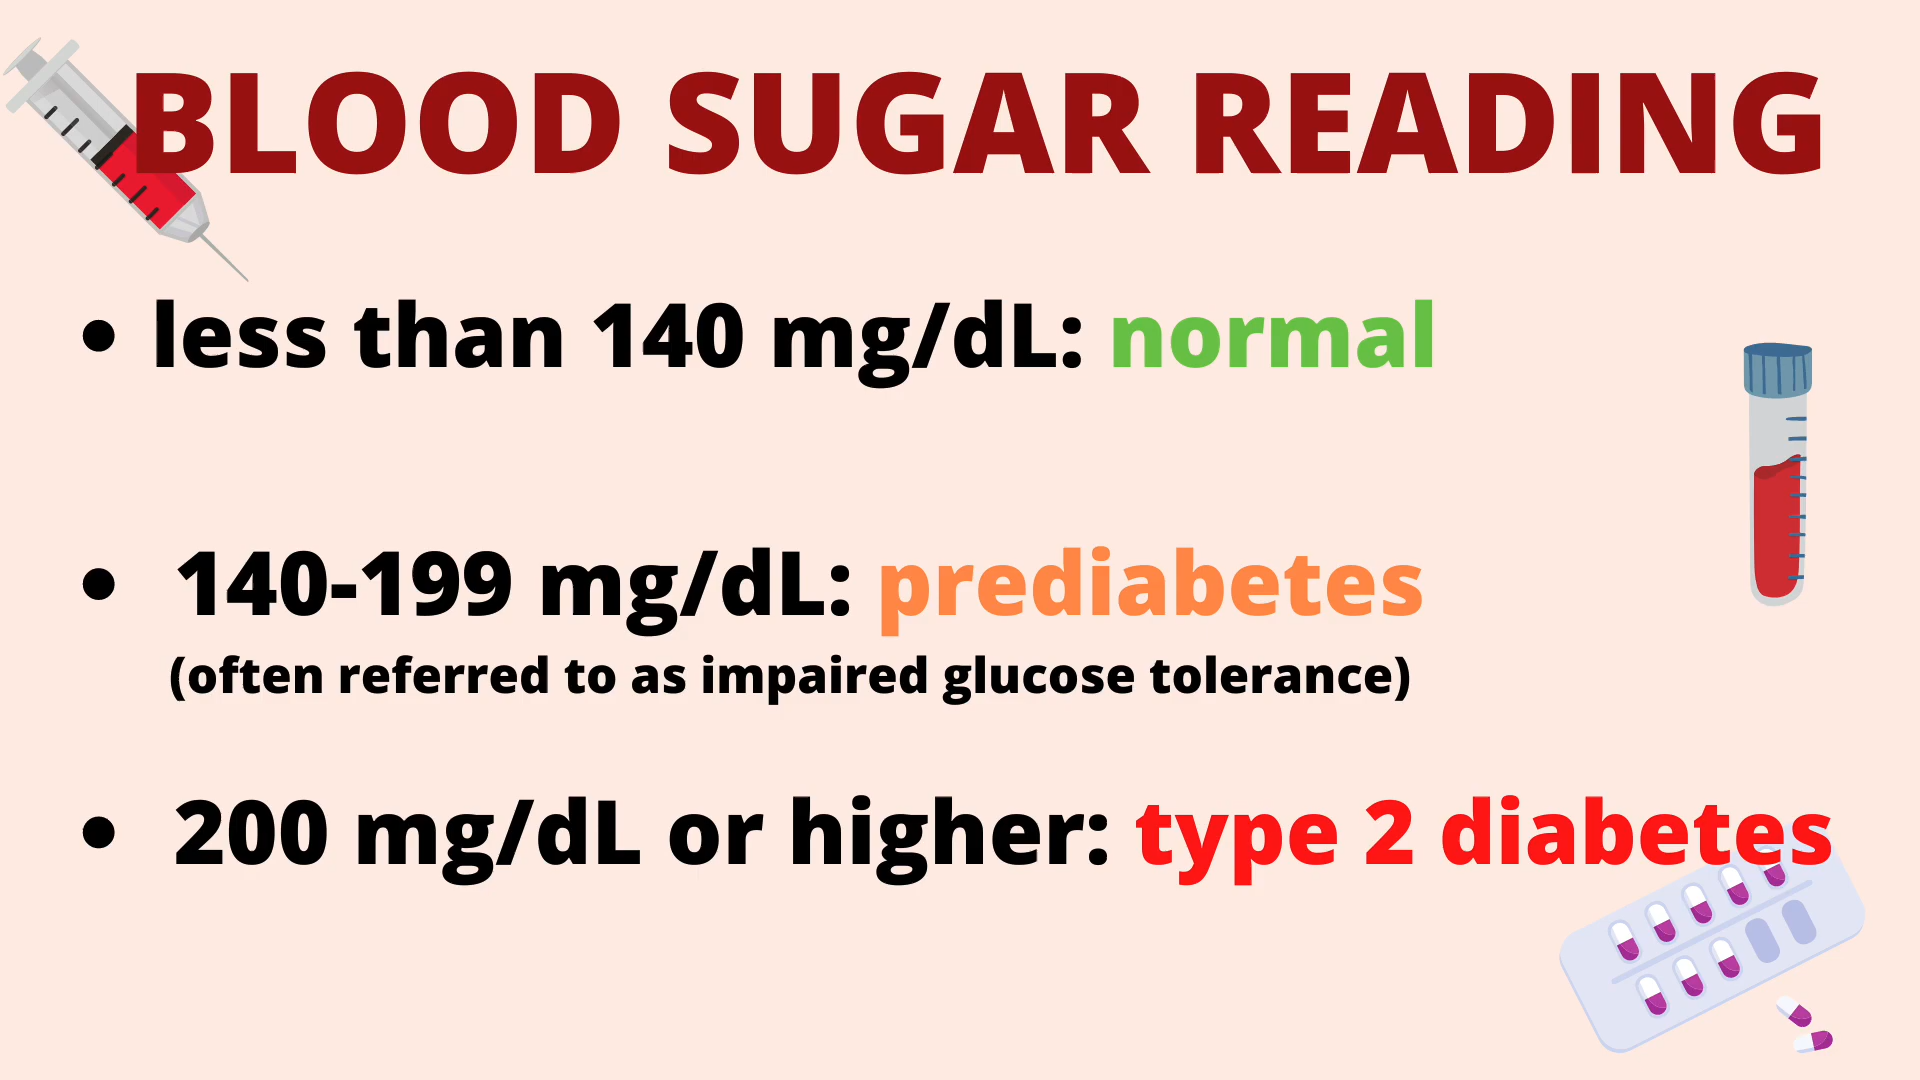 BLOOD SUGAR READING
• less than 140 mg/dL: normal
• 140-199 mg/dL: prediabetes
(often referred to as impaired glucose tolerance)
• 200 mg/dL or higher: type 2 diabetes